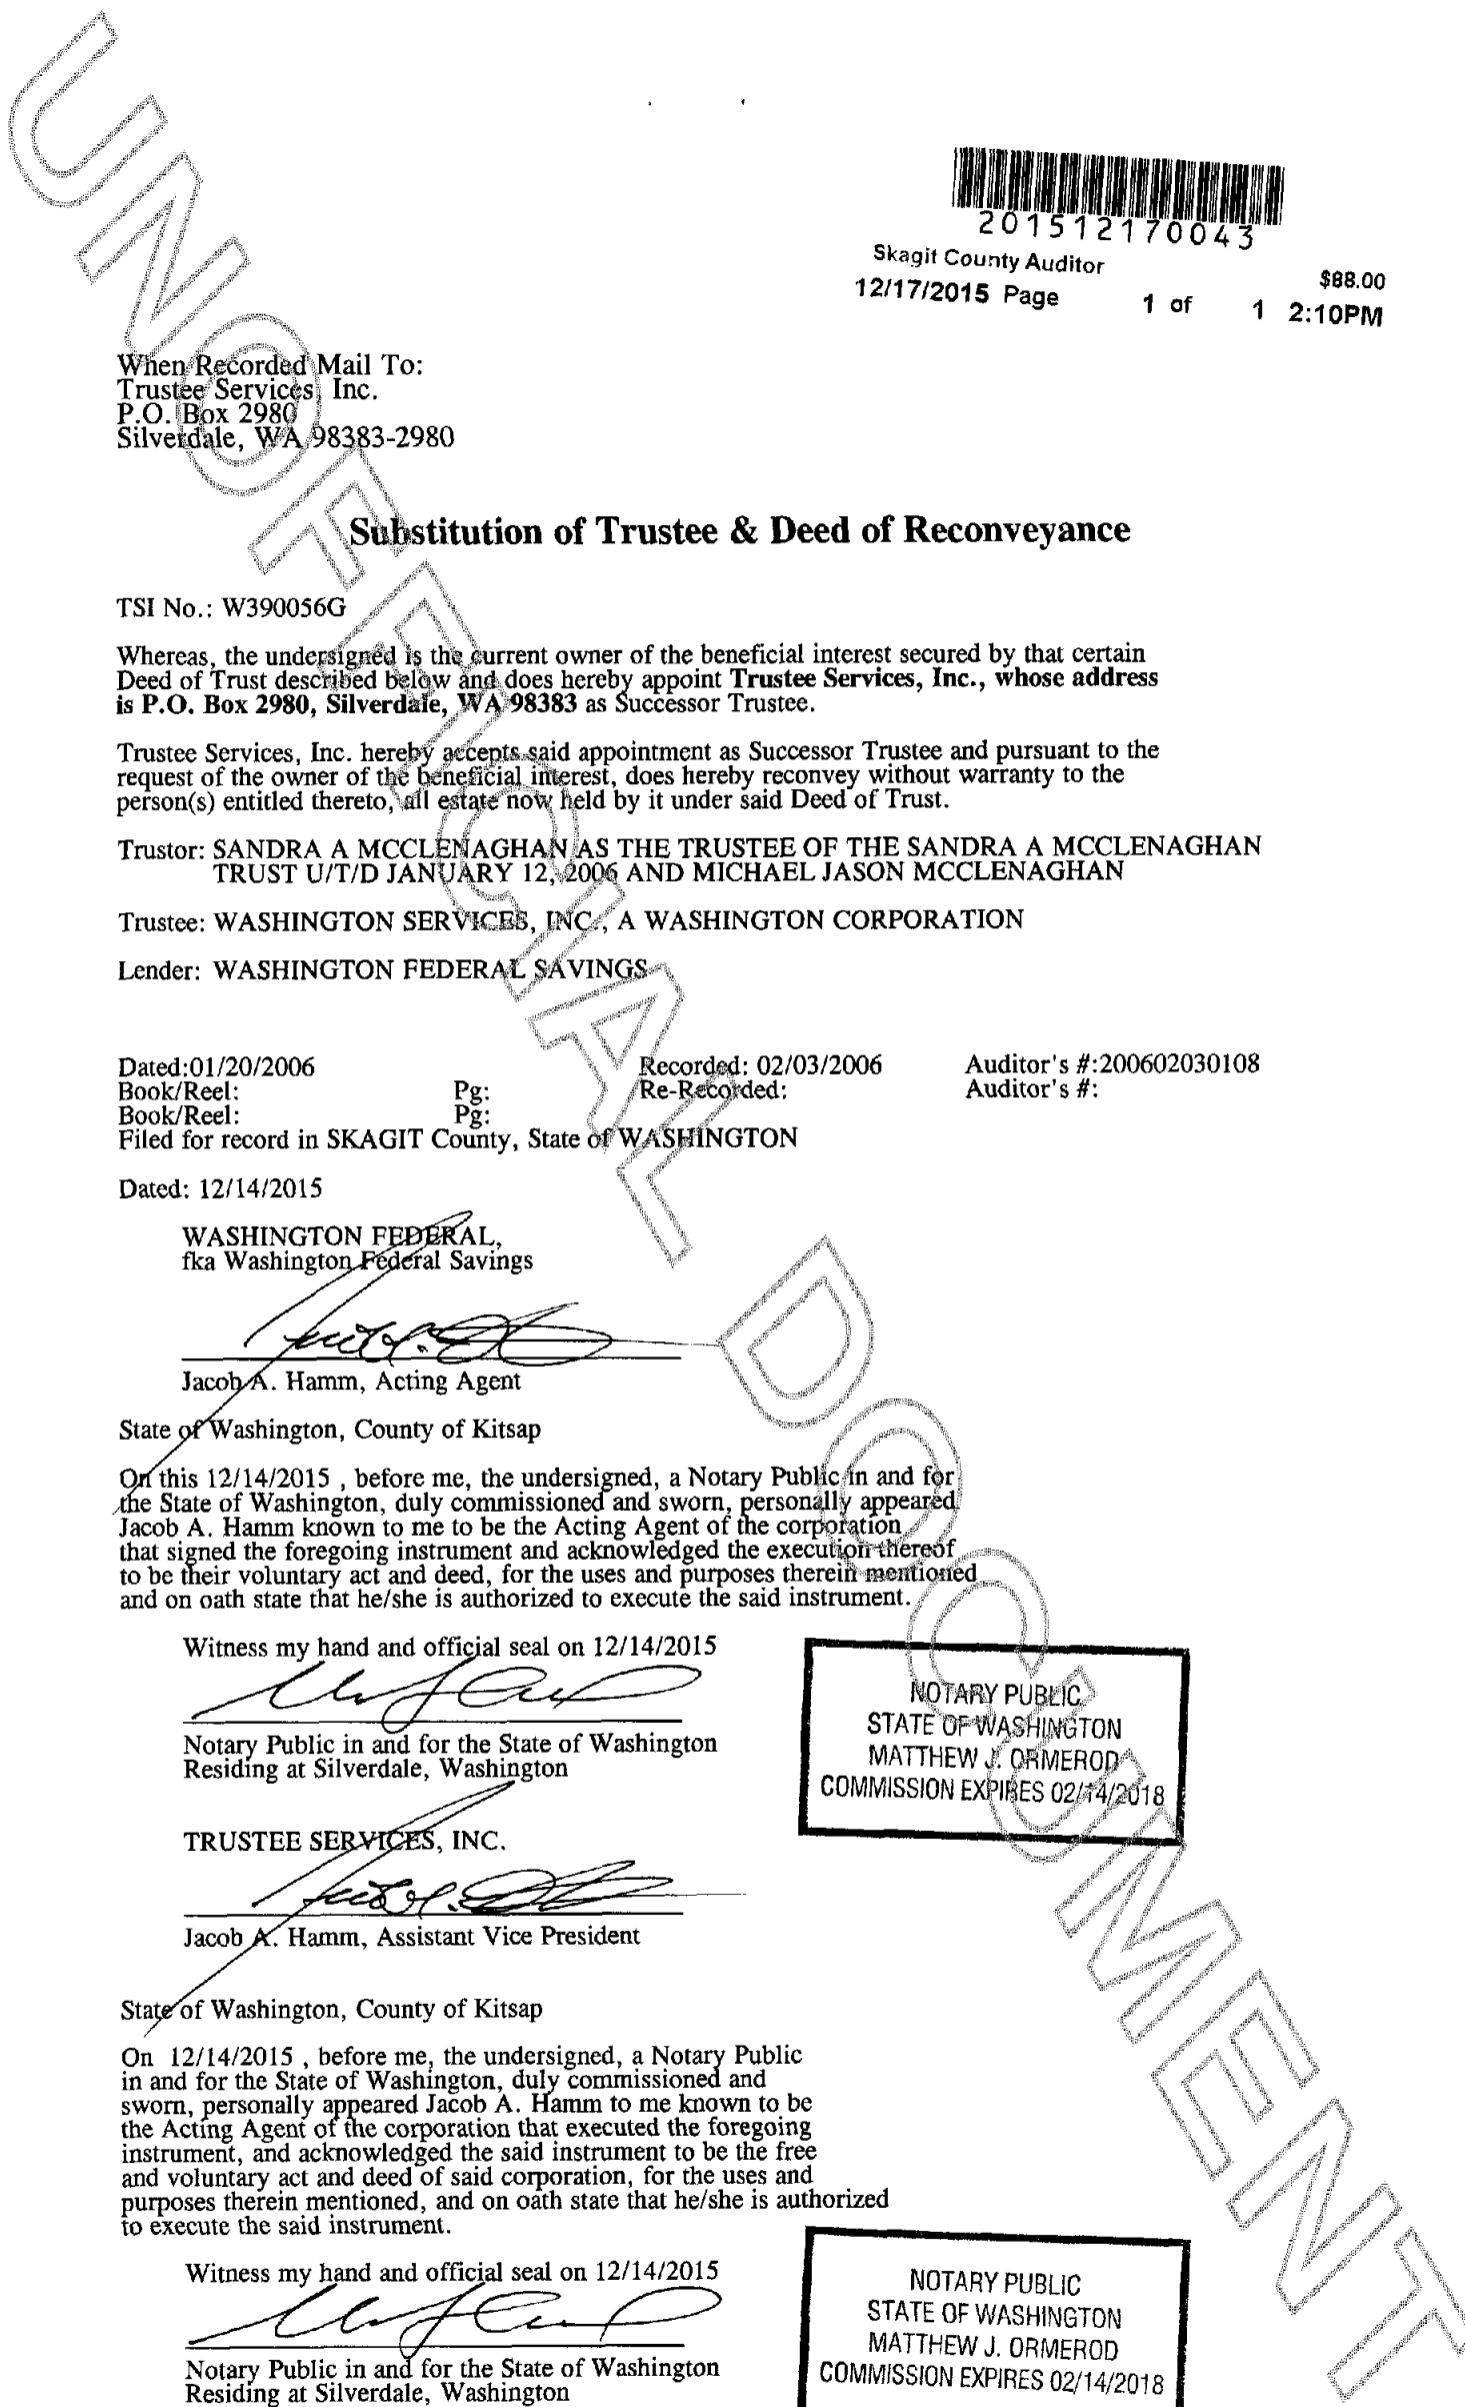 201512170043
Skagit County Auditor $88.00
12/17/2015 Page 1 of 1 2:10PM
When Recorded Mail To:
Trustee Services, Inc.
P.O. Box 2980
Silverdale, WA 98383-2980
Substitution of Trustee & Deed of Reconveyance
TSI No.: W390056G
Whereas, the undersigned is the current owner of the beneficial interest secured by that certain
Deed of Trust described below and does hereby appoint Trustee Services, Inc., whose address
is P.O. Box 2980, Silverdale, WA 98383 as Successor Trustee.
Trustee Services, Inc. hereby accepts said appointment as Successor Trustee and pursuant to the
request of the owner of the beneficial interest, does hereby reconvey without warranty to the
person(s) entitled thereto, all estate now held by it under said Deed of Trust.
Trustor: SANDRA A MCCLENAGHAN AS THE TRUSTEE OF THE SANDRA A MCCLENAGHAN
TRUST U/T/D JANUARY 12, 2006 AND MICHAEL JASON MCCLENAGHAN
Trustee: WASHINGTON SERVICES, INC., A WASHINGTON CORPORATION
Lender: WASHINGTON FEDERAL SAVINGS
Dated:01/20/2006 Recorded: 02/03/2006 Auditor's #:200602030108
Book/Reel: Pg: Re-Recorded: Auditor's #:
Book/Reel: Pg:
Filed for record in SKAGIT County, State of WASHINGTON
Dated: 12/14/2015
WASHINGTON FEDERAL,
fka Washington Federal Savings
Jacob A. Hamm, Acting Agent
State of Washington, County of Kitsap
On this 12/14/2015 , before me, the undersigned, a Notary Public in and for
the State of Washington, duly commissioned and sworn, personally appeared
Jacob A. Hamm known to me to be the Acting Agent of the corporation
that signed the foregoing instrument and acknowledged the execution thereof
to be their voluntary act and deed, for the uses and purposes therein mentioned
and on oath state that he/she is authorized to execute the said instrument.
Witness my hand and official seal on 12/14/2015
Notary Public in and for the State of Washington
Residing at Silverdale, Washington
NOTARY PUBLIC
STATE OF WASHINGTON
MATTHEW J. ORMEROD
COMMISSION EXPIRES 02/14/2018
TRUSTEE SERVICES, INC.
Jacob A. Hamm, Assistant Vice President
State of Washington, County of Kitsap
On 12/14/2015 , before me, the undersigned, a Notary Public
in and for the State of Washington, duly commissioned and
sworn, personally appeared Jacob A. Hamm to me known to be
the Acting Agent of the corporation that executed the foregoing
instrument, and acknowledged the said instrument to be the free
and voluntary act and deed of said corporation, for the uses and
purposes therein mentioned, and on oath state that he/she is authorized
to execute the said instrument.
Witness my hand and official seal on 12/14/2015
Notary Public in and for the State of Washington
Residing at Silverdale, Washington
NOTARY PUBLIC
STATE OF WASHINGTON
MATTHEW J. ORMEROD
COMMISSION EXPIRES 02/14/2018
UNOFFICIAL DOCUMENT